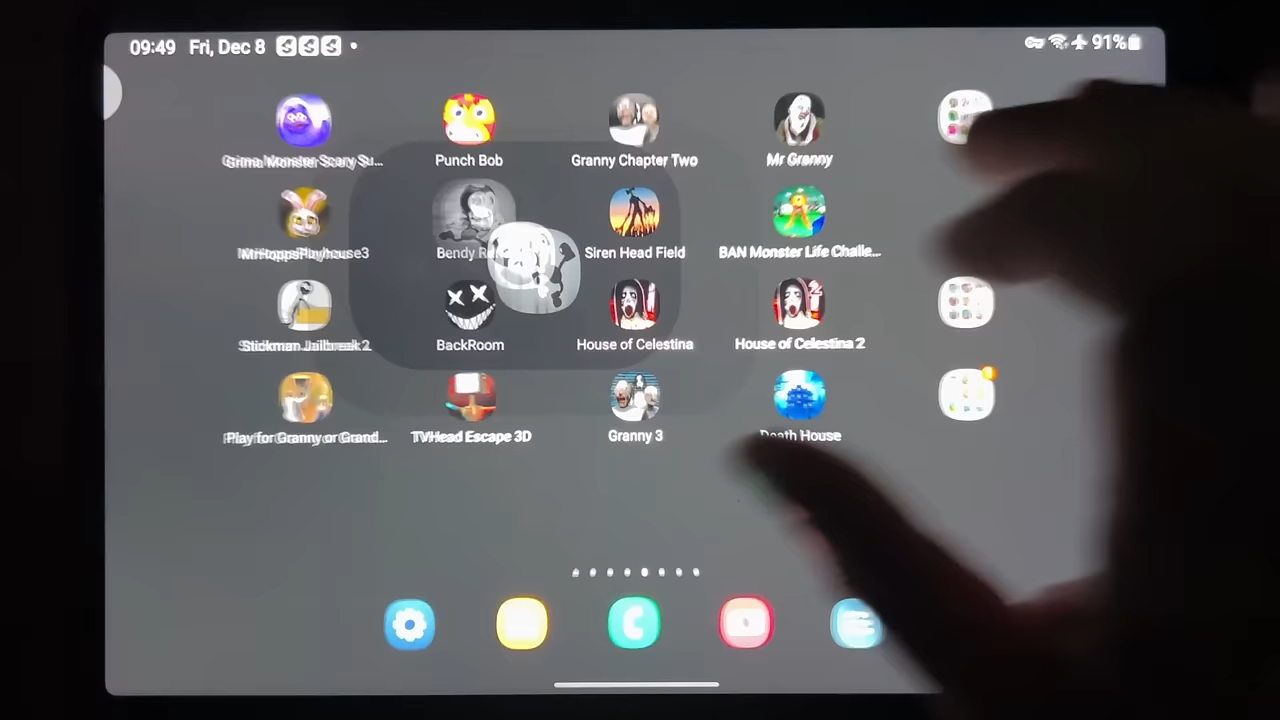 09:49 Fri, Dec 8 91%
Grima Monster Scary Su... Punch Bob Granny Chapter Two Mr Granny
MrHoppsPlayhouse3 Bendy Siren Head Field BAN Monster Life Challe...
Stickman Jailbreak 2 BackRoom House of Celestina House of Celestina 2
Play for Granny or Grand... TVHead Escape 3D Granny 3 Death House